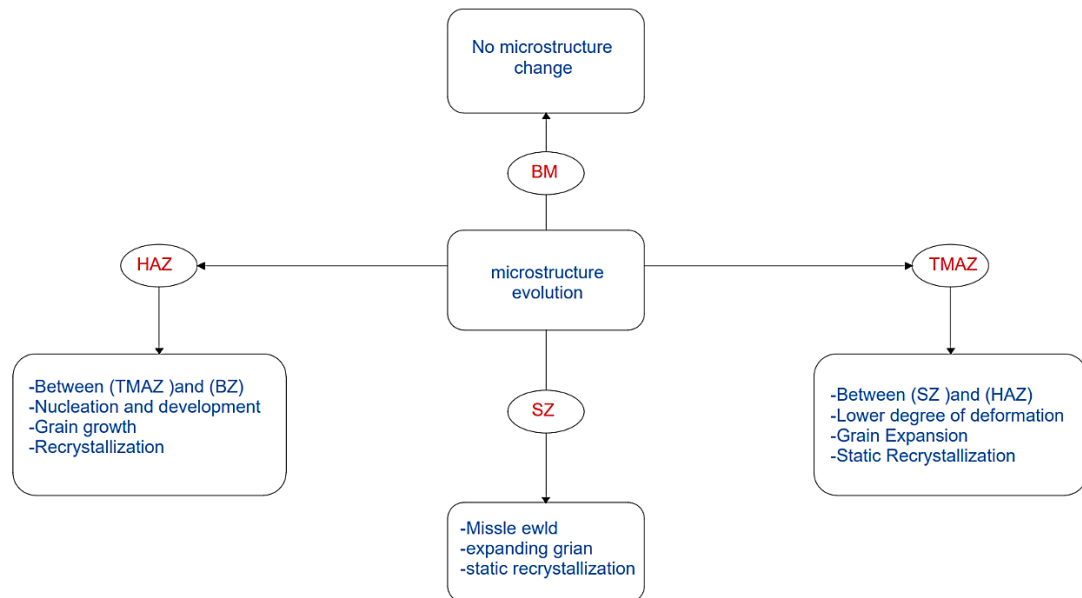 No microstructure
change
BM
HAZ
microstructure
evolution
TMAZ
-Between (TMAZ )and (BZ)
-Nucleation and development
-Grain growth
-Recrystallization
SZ
-Between (SZ )and (HAZ)
-Lower degree of deformation
-Grain Expansion
-Static Recrystallization
-Missle ewld
-expanding grian
-static recrystallization